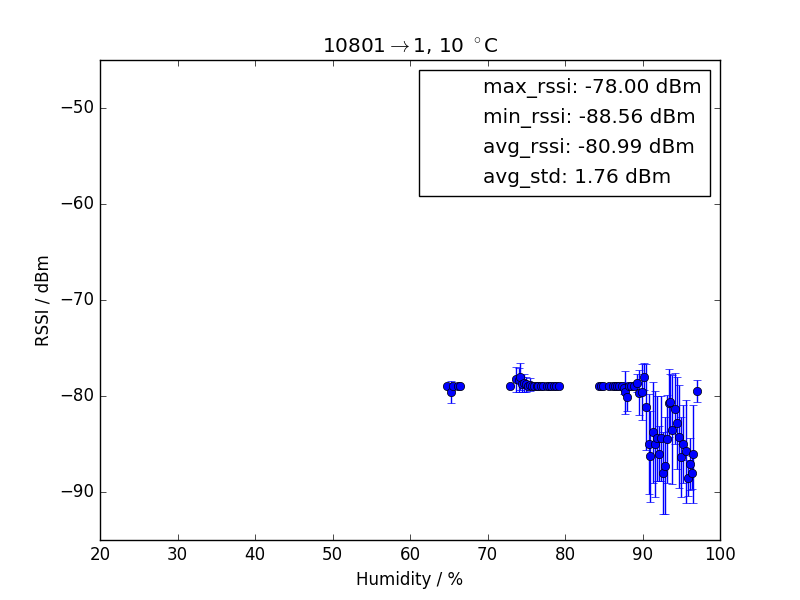 10801→1, 10 °C
max_rssi: -78.00 dBm
min_rssi: -88.56 dBm
avg_rssi: -80.99 dBm
avg_std: 1.76 dBm
RSSI / dBm
−50
−60
−70
−80
−90
20 30 40 50 60 70 80 90 100
Humidity / %